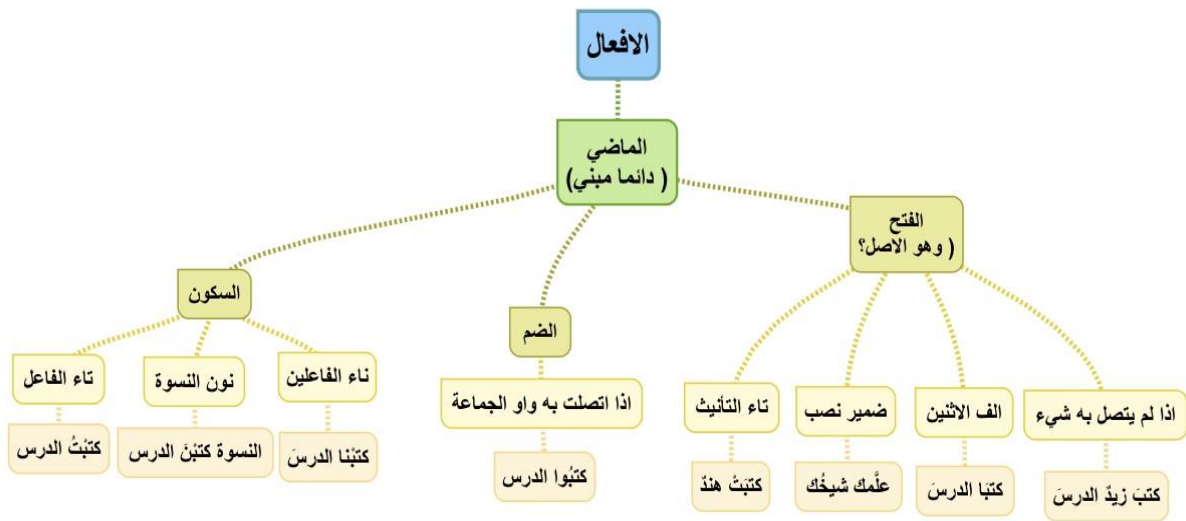 الافعال
الماضي
( دائما مبني)
الفتح
( وهو الاصل؟
الضم
السكون
اذا لم يتصل به شيء
الف الاثنين
ضمير نصب
تاء التأنيث
اذا اتصلت به واو الجماعة
ناء الفاعلين
نون النسوة
تاء الفاعل
كتبَ زيدٌ الدرسَ
كتبَا الدرسَ
علَّمك شيخُك
كتبَتْ هندٌ
كتبُوا الدرس
كتبْنا الدرسَ
النسوة كتبْنَ الدرس
كتبْتُ الدرس